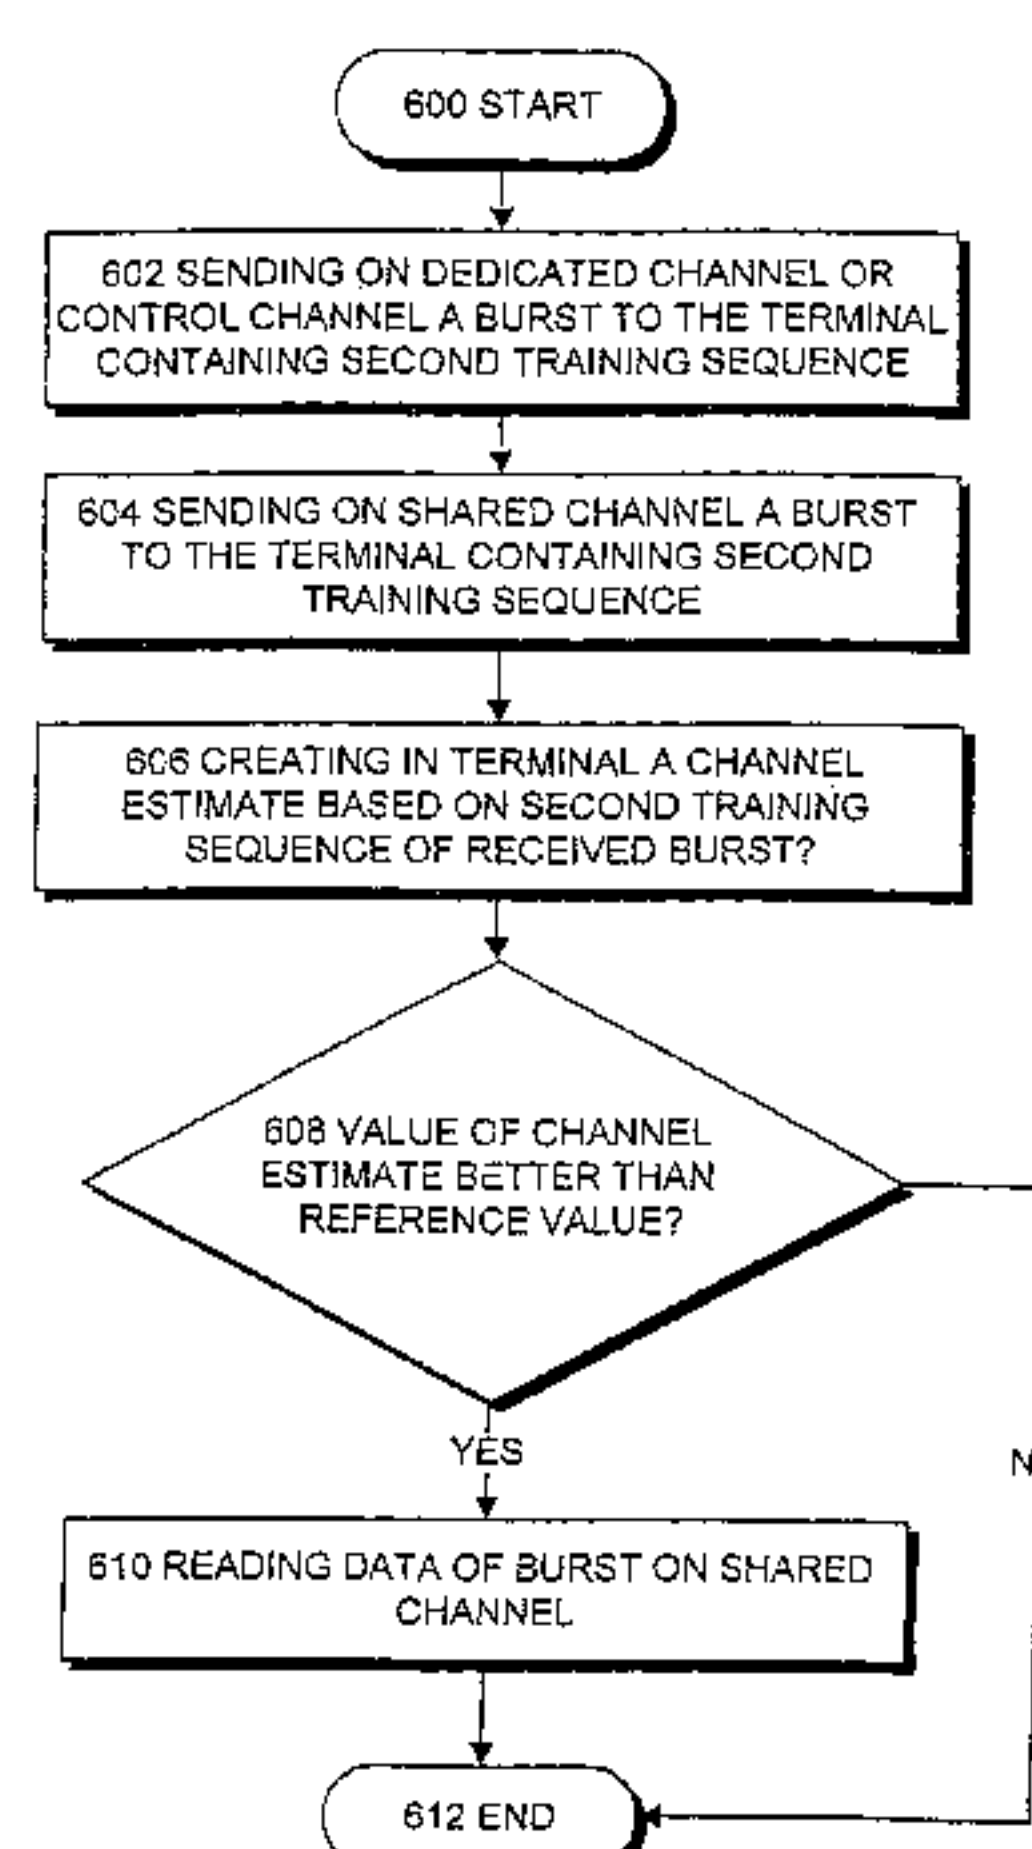 600 START
602 SENDING ON DEDICATED CHANNEL OR
CONTROL CHANNEL A BURST TO THE TERMINAL
CONTAINING SECOND TRAINING SEQUENCE
604 SENDING ON SHARED CHANNEL A BURST
TO THE TERMINAL CONTAINING SECOND
TRAINING SEQUENCE
606 CREATING IN TERMINAL A CHANNEL
ESTIMATE BASED ON SECOND TRAINING
SEQUENCE OF RECEIVED BURST?
608 VALUE OF CHANNEL
ESTIMATE BETTER THAN
REFERENCE VALUE?
YES
610 READING DATA OF BURST ON SHARED
CHANNEL
612 END